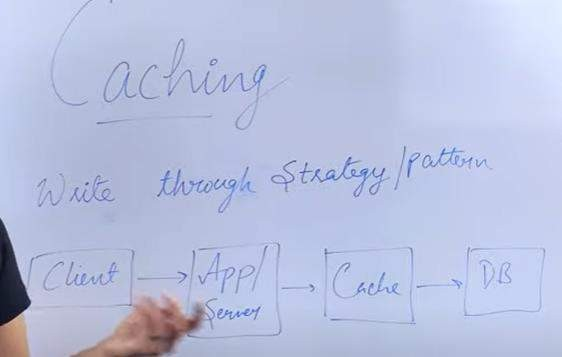 Caching
Write through Strategy/pattern
Client App/ Cache DB
Server